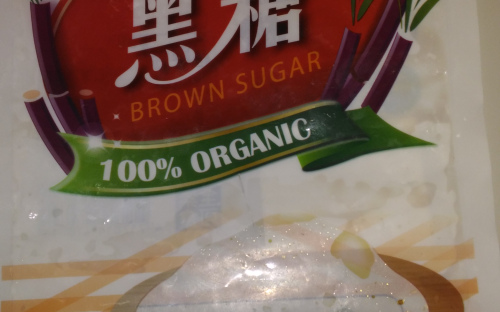 黑糖
BROWN SUGAR
100% ORGANIC